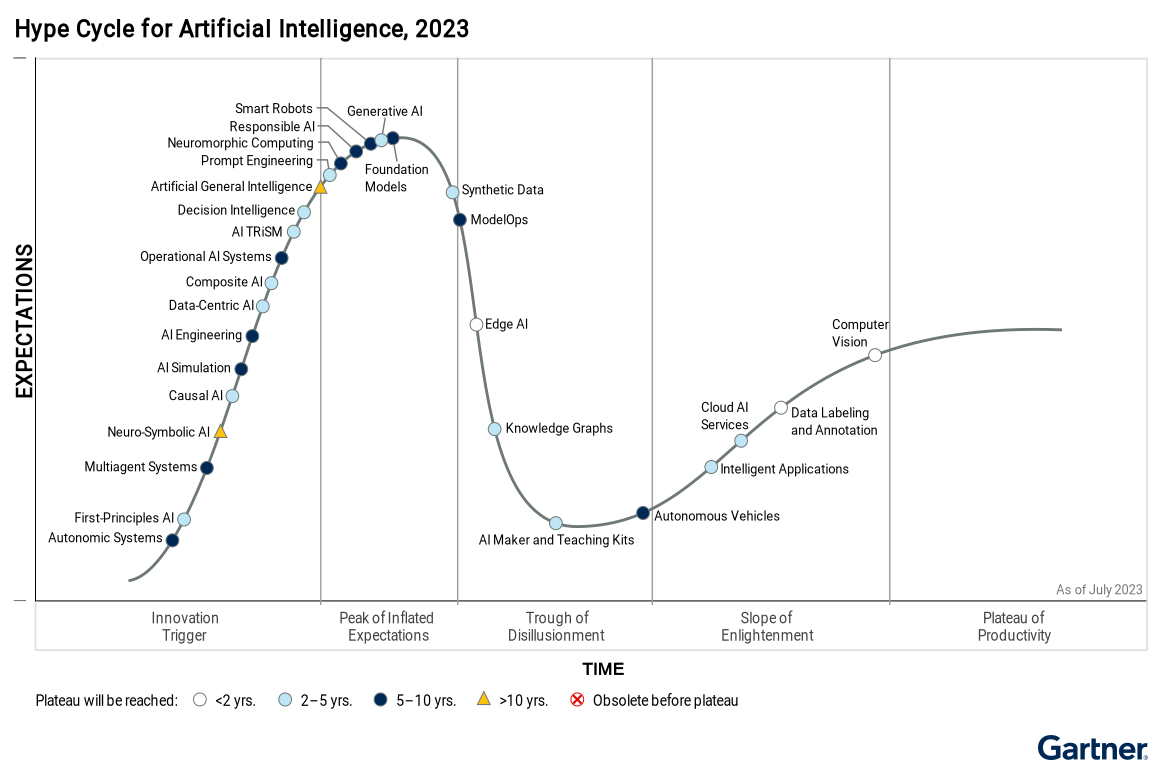 Hype Cycle for Artificial Intelligence, 2023
Smart Robots
Generative AI
Responsible AI
Neuromorphic Computing
Prompt Engineering
Foundation
Models
Artificial General Intelligence
Synthetic Data
Decision Intelligence
ModelOps
AI TRiSM
Operational AI Systems
Composite AI
Data-Centric AI
Edge AI
Computer
Vision
AI Engineering
AI Simulation
Causal AI
Cloud AI
Services
Data Labeling
and Annotation
Neuro-Symbolic AI
Knowledge Graphs
Multiagent Systems
Intelligent Applications
First-Principles AI
Autonomous Vehicles
Autonomic Systems
AI Maker and Teaching Kits
EXPECTATIONS
As of July 2023
Innovation
Trigger
Peak of Inflated
Expectations
Trough of
Disillusionment
Slope of
Enlightenment
Plateau of
Productivity
TIME
Plateau will be reached: <2 yrs. 2–5 yrs. 5–10 yrs. >10 yrs. Obsolete before plateau
Gartner®